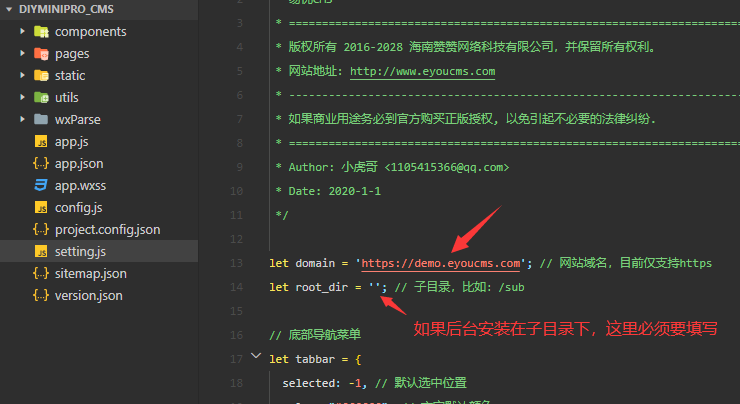 DIYMINIPRO_CMS
components
pages
static
utils
wxParse
app.js
app.json
app.wxss
config.js
project.config.json
setting.js
sitemap.json
version.json
3 * ==========================================================================
4 * 版权所有 2016-2028 海南赞赞网络科技有限公司，并保留所有权利。
5 * 网站地址: http://www.eyoucms.com
6 * --------------------------------------------------------------------------
7 * 如果商业用途务必到官方购买正版授权, 以免引起不必要的法律纠纷.
8 * ==========================================================================
9 * Author: 小虎哥 <1105415366@qq.com>
10 * Date: 2020-1-1
11 */
12
13 let domain = 'https://demo.eyoucms.com'; // 网站域名，目前仅支持https
14 let root_dir = ''; // 子目录，比如: /sub
15
如果后台安装在子目录下，这里必须要填写
16 // 底部导航菜单
17 let tabbar = {
18 selected: -1, // 默认选中位置